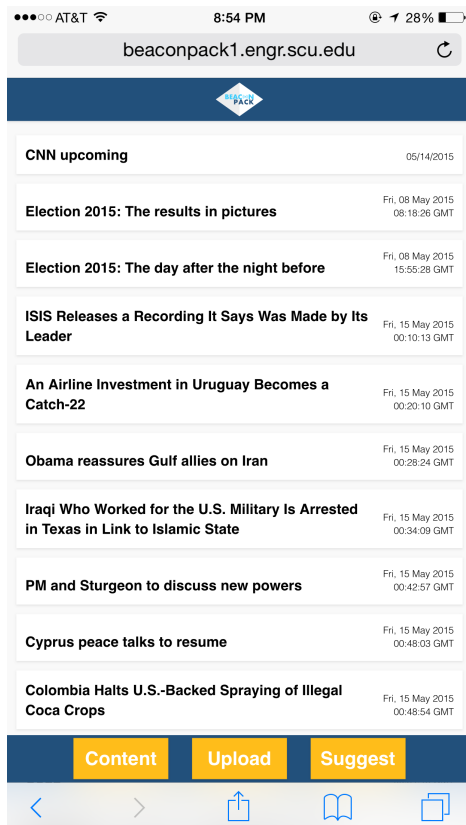 AT&T 8:54 PM 28%
beaconpack1.engr.scu.edu
BEACON
PACK
CNN upcoming 05/14/2015
Fri, 08 May 2015
Election 2015: The results in pictures 08:18:26 GMT
Fri, 08 May 2015
Election 2015: The day after the night before 15:55:28 GMT
ISIS Releases a Recording It Says Was Made by Its
Leader
Fri, 15 May 2015
00:10:13 GMT
An Airline Investment in Uruguay Becomes a
Catch-22
Fri, 15 May 2015
00:20:10 GMT
Fri, 15 May 2015
Obama reassures Gulf allies on Iran 00:28:24 GMT
Iraqi Who Worked for the U.S. Military Is Arrested
in Texas in Link to Islamic State
Fri, 15 May 2015
00:34:09 GMT
Fri, 15 May 2015
PM and Sturgeon to discuss new powers 00:42:57 GMT
Fri, 15 May 2015
Cyprus peace talks to resume 00:48:03 GMT
Colombia Halts U.S.-Backed Spraying of Illegal
Coca Crops
Fri, 15 May 2015
00:48:54 GMT
Content Upload Suggest